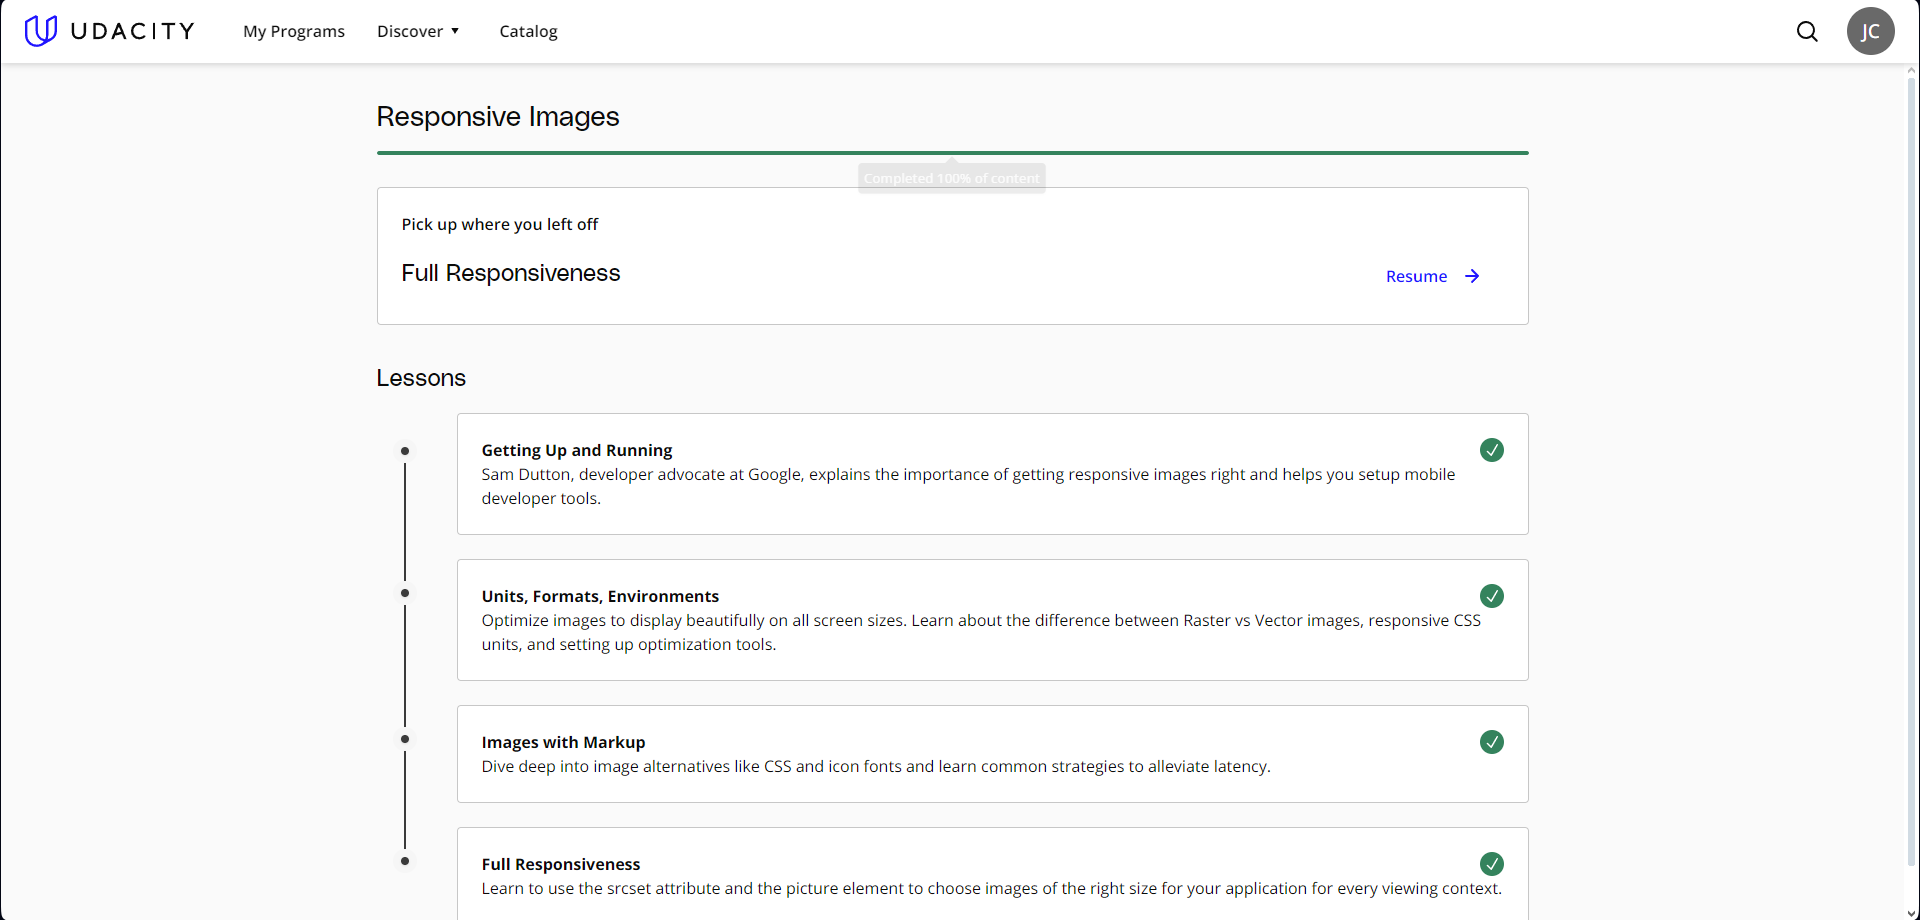 UDACITY
My Programs
Discover
Catalog
JC
Responsive Images
Completed 100% of content
Pick up where you left off
Full Responsiveness
Resume
Lessons
Getting Up and Running
Sam Dutton, developer advocate at Google, explains the importance of getting responsive images right and helps you setup mobile
developer tools.
Units, Formats, Environments
Optimize images to display beautifully on all screen sizes. Learn about the difference between Raster vs Vector images, responsive CSS
units, and setting up optimization tools.
Images with Markup
Dive deep into image alternatives like CSS and icon fonts and learn common strategies to alleviate latency.
Full Responsiveness
Learn to use the srcset attribute and the picture element to choose images of the right size for your application for every viewing context.